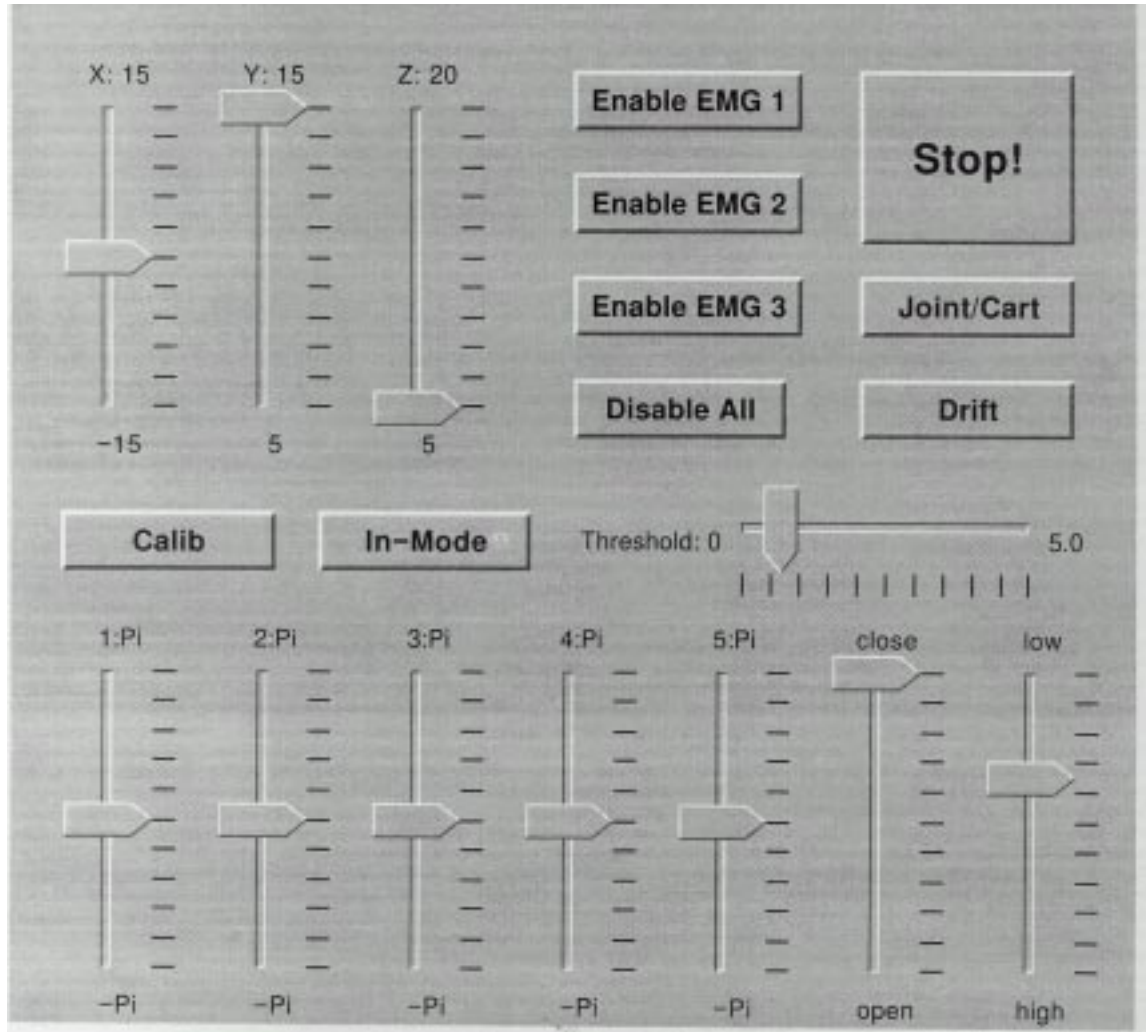 X: 15 Y: 15 Z: 20
Enable EMG 1
Stop!
Enable EMG 2
Enable EMG 3 Joint/Cart
Disable All Drift
-15 5 5
Calib In-Mode Threshold: 0 5.0
1:Pi 2:Pi 3:Pi 4:Pi 5:Pi close low
-Pi -Pi -Pi -Pi -Pi open high